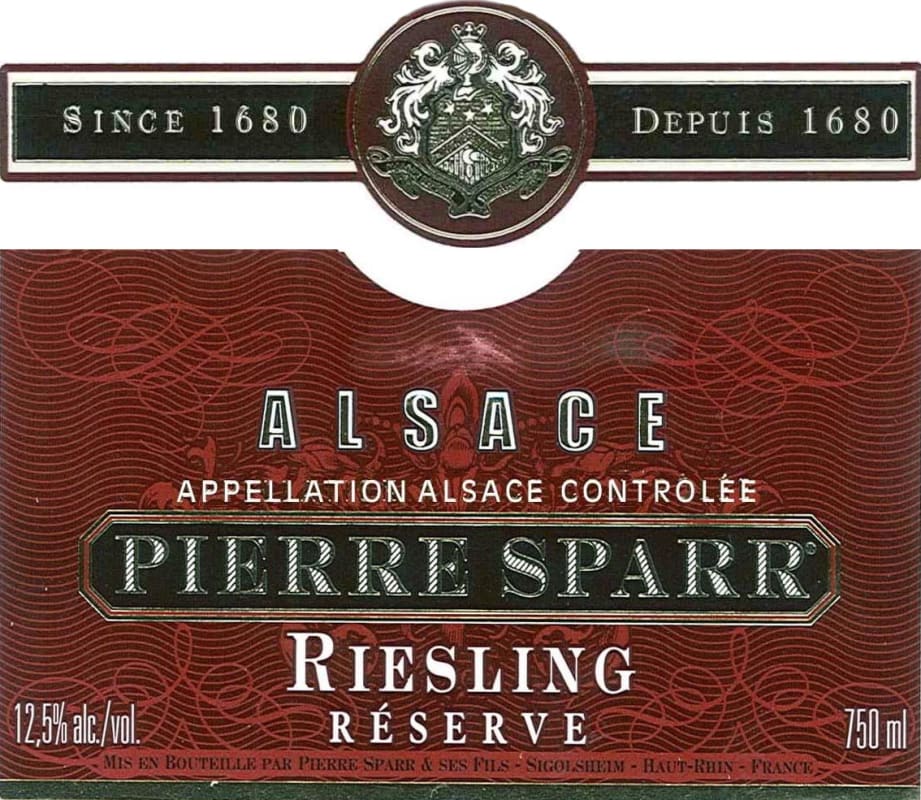 SINCE 1680
DEPUIS 1680
ALSACE
APPELLATION ALSACE CONTRÔLÉE
PIERRE SPARR®
RIESLING
RÉSERVE
12,5% alc./vol.
750 ml
- MIS EN BOUTEILLE PAR PIERRE SPARR & SES FILS - SIGOLSHEIM - HAUT-RHIN - FRANCE